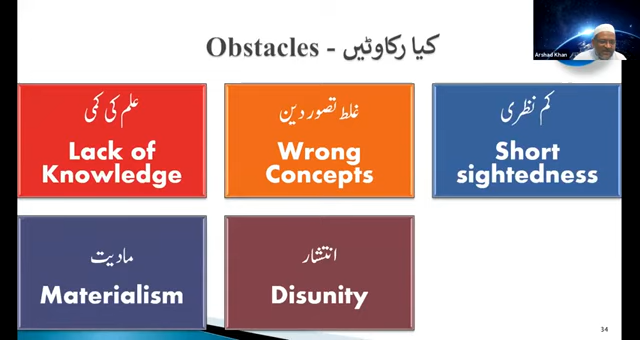 Obstacles - کیا رکاوٹیں
Arshad Khan
علم کی کمی
Lack of
Knowledge
غلط تصور دین
Wrong
Concepts
کم نظری
Short
sightedness
مادیت
Materialism
انتشار
Disunity
34